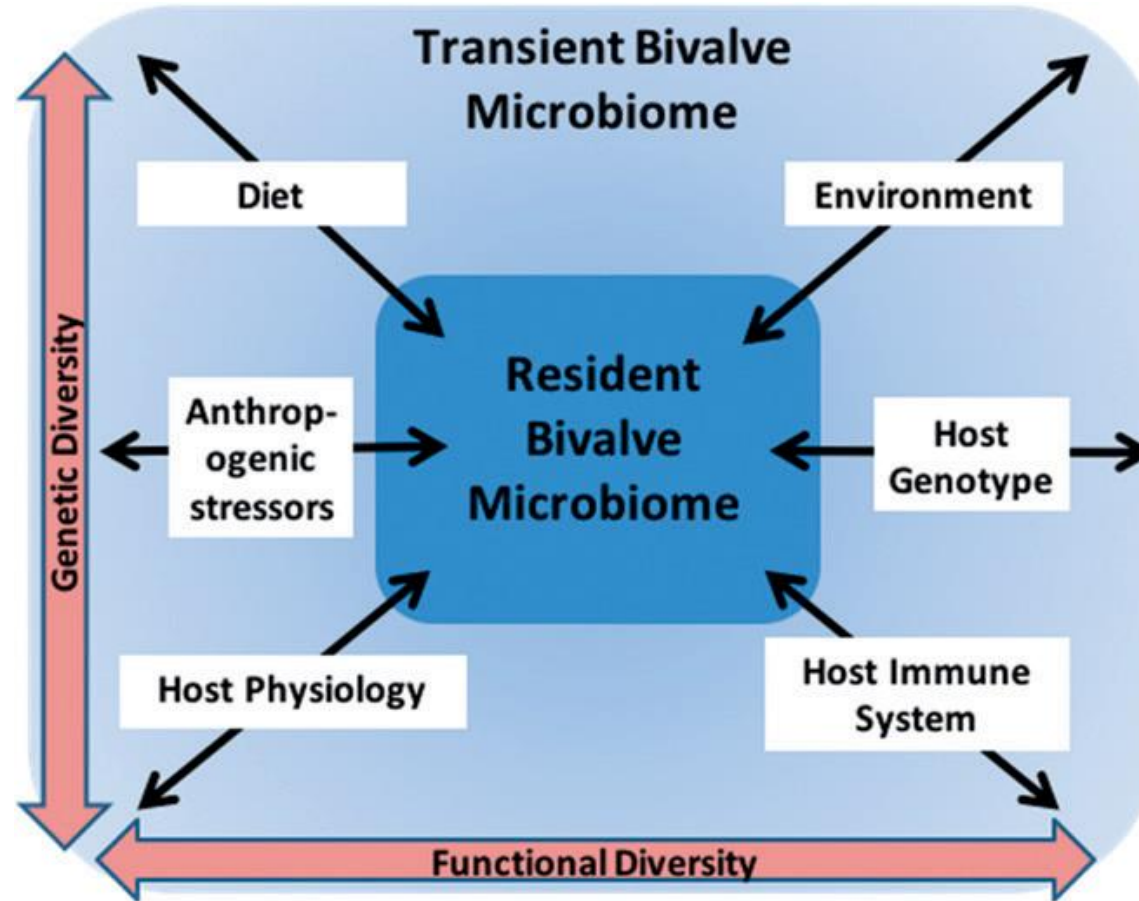 Transient Bivalve
Microbiome
Diet
Environment
Genetic Diversity
Anthrop-
ogenic
stressors
Resident
Bivalve
Microbiome
Host
Genotype
Host Physiology
Host Immune
System
Functional Diversity